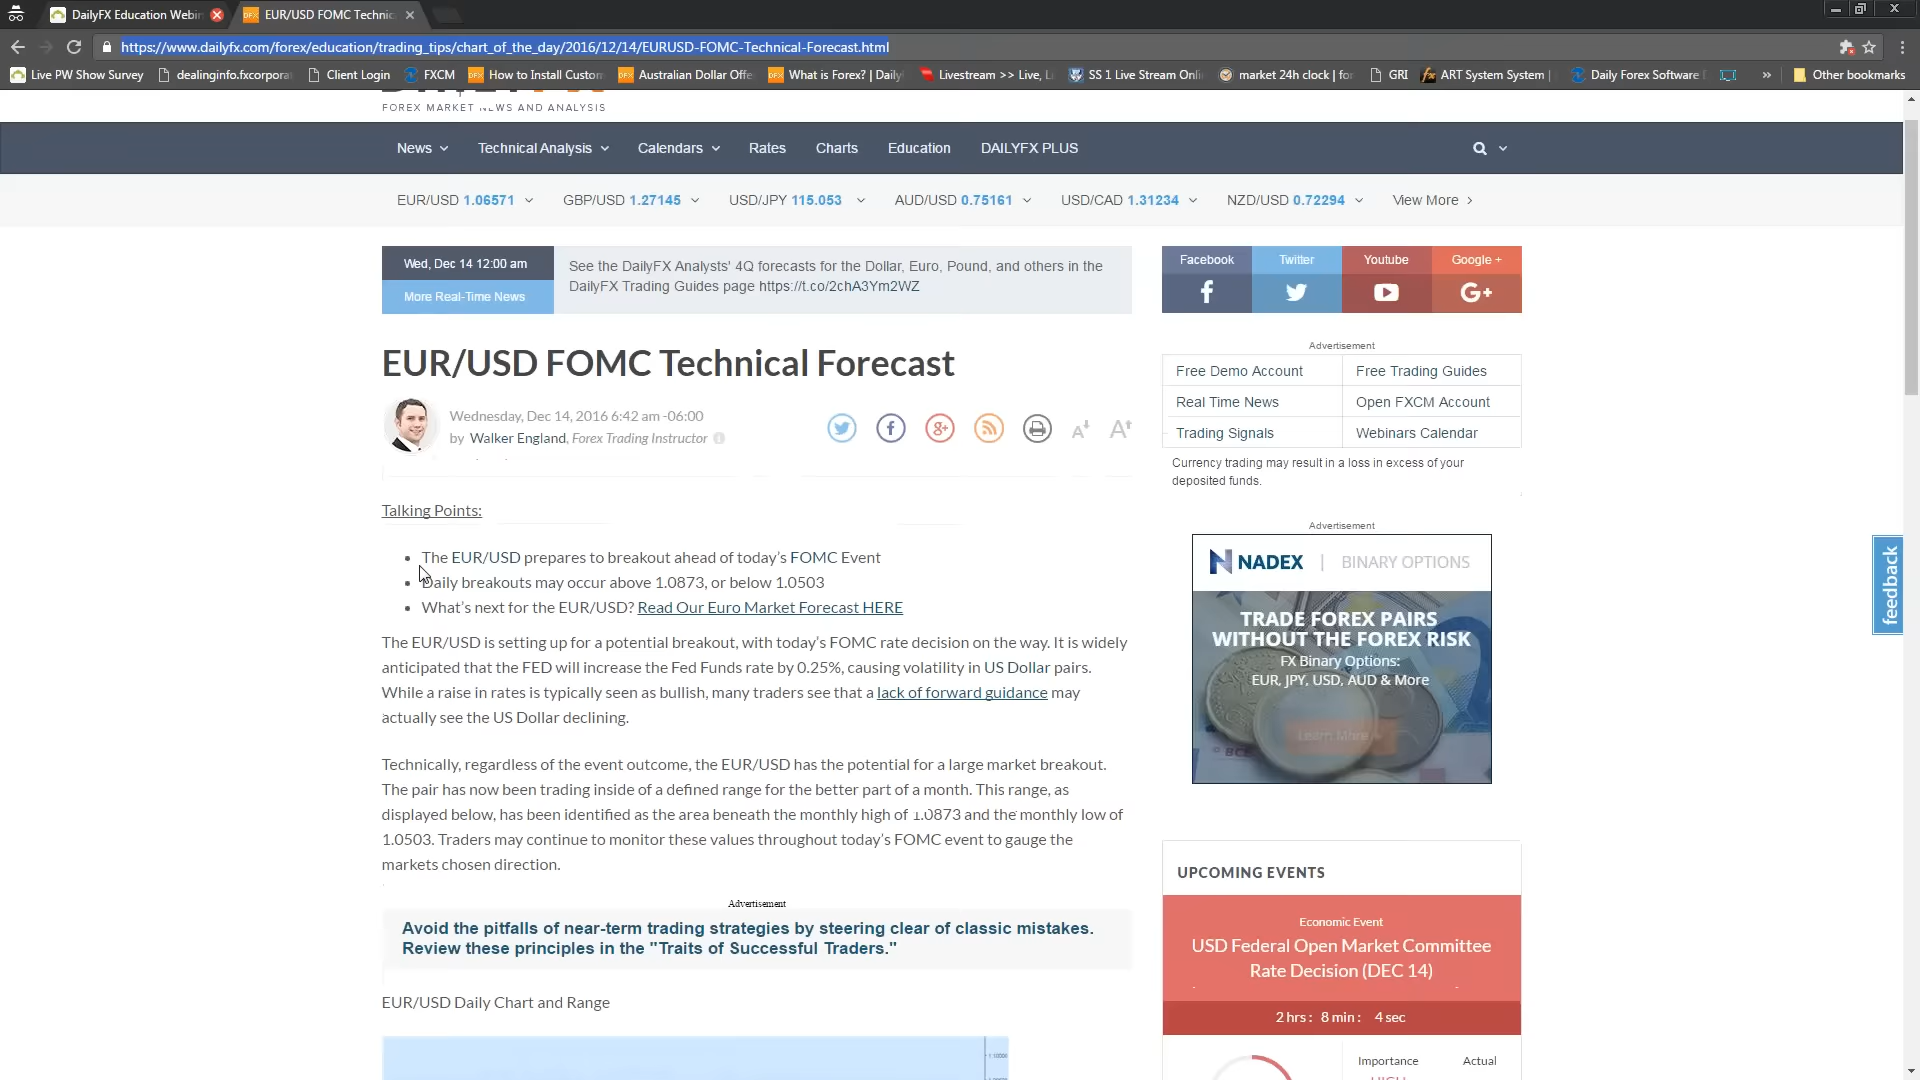 DailyFX Education Webin
EUR/USD FOMC Technic
https://www.dailyfx.com/forex/education/trading_tips/chart_of_the_day/2016/12/14/EURUSD-FOMC-Technical-Forecast.html
Live PW Show Survey
dealinginfo.fxcorpora
Client Login
FXCM
How to Install Custom
Australian Dollar Offe
What is Forex? | Daily
Livestream >> Live, L
SS 1 Live Stream Onli
market 24h clock | for
GRI
ART System System |
Daily Forex Software
»
Other bookmarks
FOREX MARKET NEWS AND ANALYSIS
News
Technical Analysis
Calendars
Rates
Charts
Education
DAILYFX PLUS
EUR/USD 1.06571
GBP/USD 1.27145
USD/JPY 115.053
AUD/USD 0.75161
USD/CAD 1.31234
NZD/USD 0.72294
View More
Wed, Dec 14 12:00 am
More Real-Time News
See the DailyFX Analysts' 4Q forecasts for the Dollar, Euro, Pound, and others in the
DailyFX Trading Guides page https://t.co/2chA3Ym2WZ
Facebook
Twitter
Youtube
Google +
EUR/USD FOMC Technical Forecast
Wednesday, Dec 14, 2016 6:42 am -06:00
by Walker England, Forex Trading Instructor
Advertisement
Free Demo Account
Free Trading Guides
Real Time News
Open FXCM Account
Trading Signals
Webinars Calendar
Currency trading may result in a loss in excess of your
deposited funds.
Talking Points:
The EUR/USD prepares to breakout ahead of today's FOMC Event
Daily breakouts may occur above 1.0873, or below 1.0503
What's next for the EUR/USD? Read Our Euro Market Forecast HERE
The EUR/USD is setting up for a potential breakout, with today's FOMC rate decision on the way. It is widely
anticipated that the FED will increase the Fed Funds rate by 0.25%, causing volatility in US Dollar pairs.
While a raise in rates is typically seen as bullish, many traders see that a lack of forward guidance may
actually see the US Dollar declining.
Technically, regardless of the event outcome, the EUR/USD has the potential for a large market breakout.
The pair has now been trading inside of a defined range for the better part of a month. This range, as
displayed below, has been identified as the area beneath the monthly high of 1.0873 and the monthly low of
1.0503. Traders may continue to monitor these values throughout today's FOMC event to gauge the
markets chosen direction.
Advertisement
Avoid the pitfalls of near-term trading strategies by steering clear of classic mistakes.
Review these principles in the "Traits of Successful Traders."
EUR/USD Daily Chart and Range
Advertisement
NADEX | BINARY OPTIONS
TRADE FOREX PAIRS
WITHOUT THE FOREX RISK
FX Binary Options:
EUR, JPY, USD, AUD & More
Learn More
feedback
UPCOMING EVENTS
Economic Event
USD Federal Open Market Committee
Rate Decision (DEC 14)
2 hrs : 8 min : 4 sec
Importance
Actual
HIGH